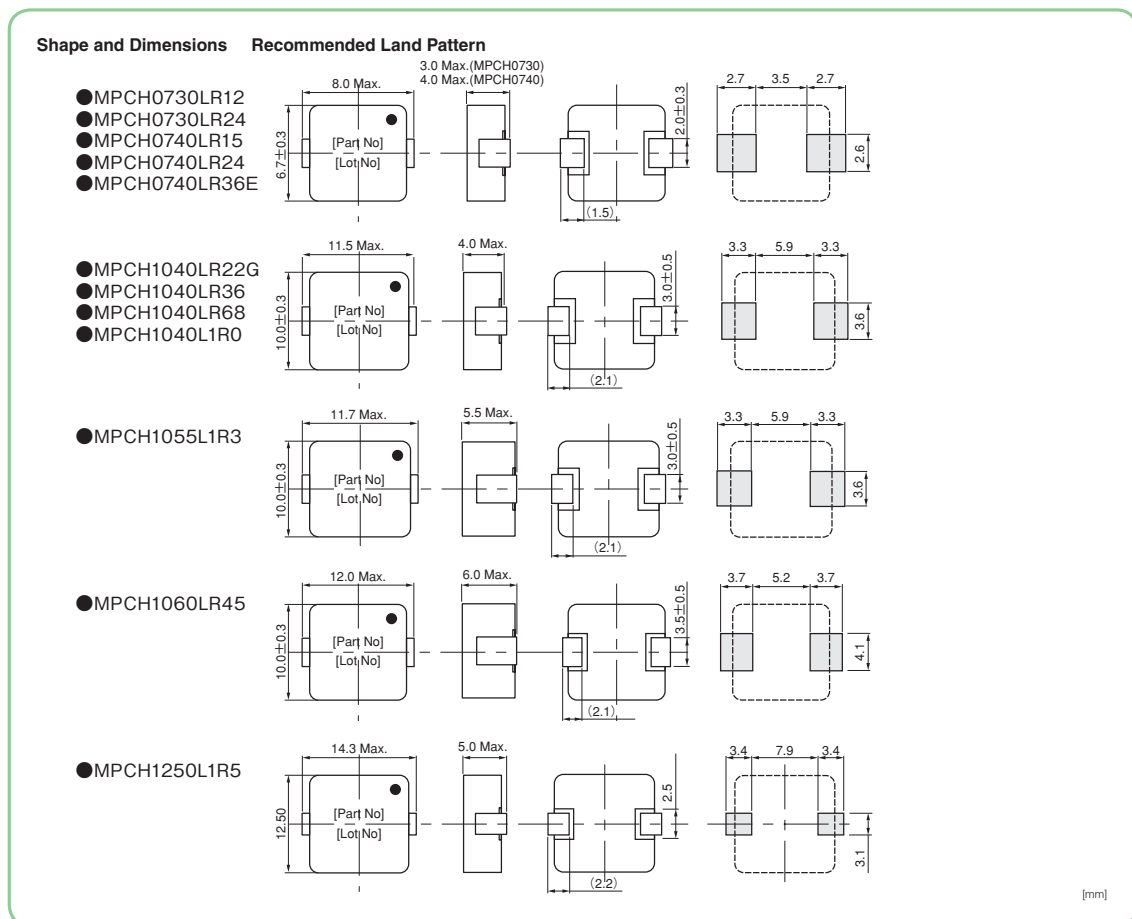 Shape and Dimensions Recommended Land Pattern
●MPCH0730LR12
●MPCH0730LR24
●MPCH0740LR15
●MPCH0740LR24
●MPCH0740LR36E
8.0 Max.
6.7±0.3
[Part No]
[Lot No]
3.0 Max.(MPCH0730)
4.0 Max.(MPCH0740)
2.0±0.3
(1.5)
2.7 3.5 2.7
2.6
●MPCH1040LR22G
●MPCH1040LR36
●MPCH1040LR68
●MPCH1040L1R0
11.5 Max.
10.0±0.3
[Part No]
[Lot No]
4.0 Max.
3.0±0.5
(2.1)
3.3 5.9 3.3
3.6
●MPCH1055L1R3
11.7 Max.
10.0±0.3
[Part No]
[Lot No]
5.5 Max.
3.0±0.5
(2.1)
3.3 5.9 3.3
3.6
●MPCH1060LR45
12.0 Max.
10.0±0.3
[Part No]
[Lot No]
6.0 Max.
3.5±0.5
(2.1)
3.7 5.2 3.7
4.1
●MPCH1250L1R5
14.3 Max.
12.50
[Part No]
[Lot No]
5.0 Max.
2.5
(2.2)
3.4 7.9 3.4
3.1
[mm]